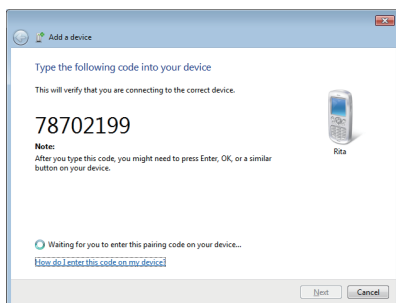 Add a device
Type the following code into your device
This will verify that you are connecting to the correct device.
78702199
Note:
After you type this code, you might need to press Enter, OK, or a similar
button on your device.
Rita
Waiting for you to enter this pairing code on your device...
How do I enter this code on my device?
Next
Cancel